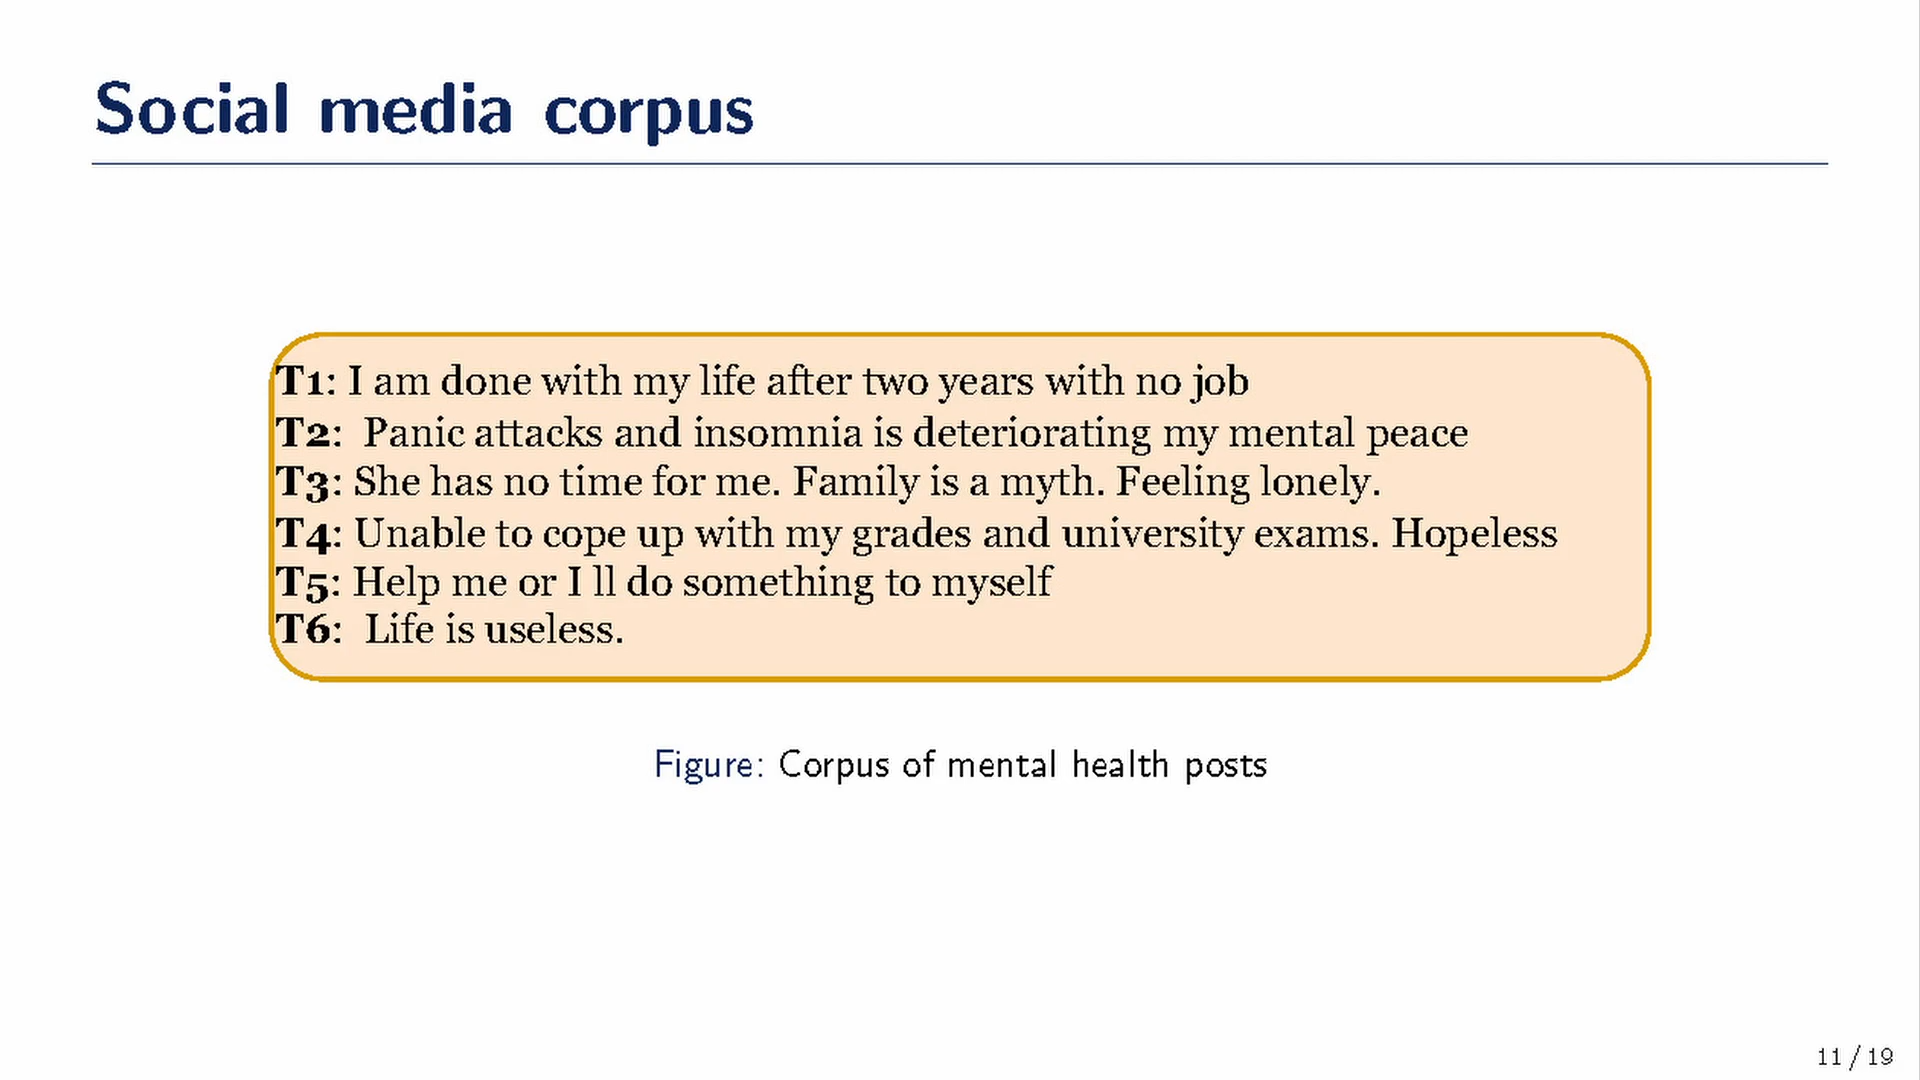 Social media corpus
T1: I am done with my life after two years with no job
T2: Panic attacks and insomnia is deteriorating my mental peace
T3: She has no time for me. Family is a myth. Feeling lonely.
T4: Unable to cope up with my grades and university exams. Hopeless
T5: Help me or I ll do something to myself
T6: Life is useless.
Figure: Corpus of mental health posts
11 / 19